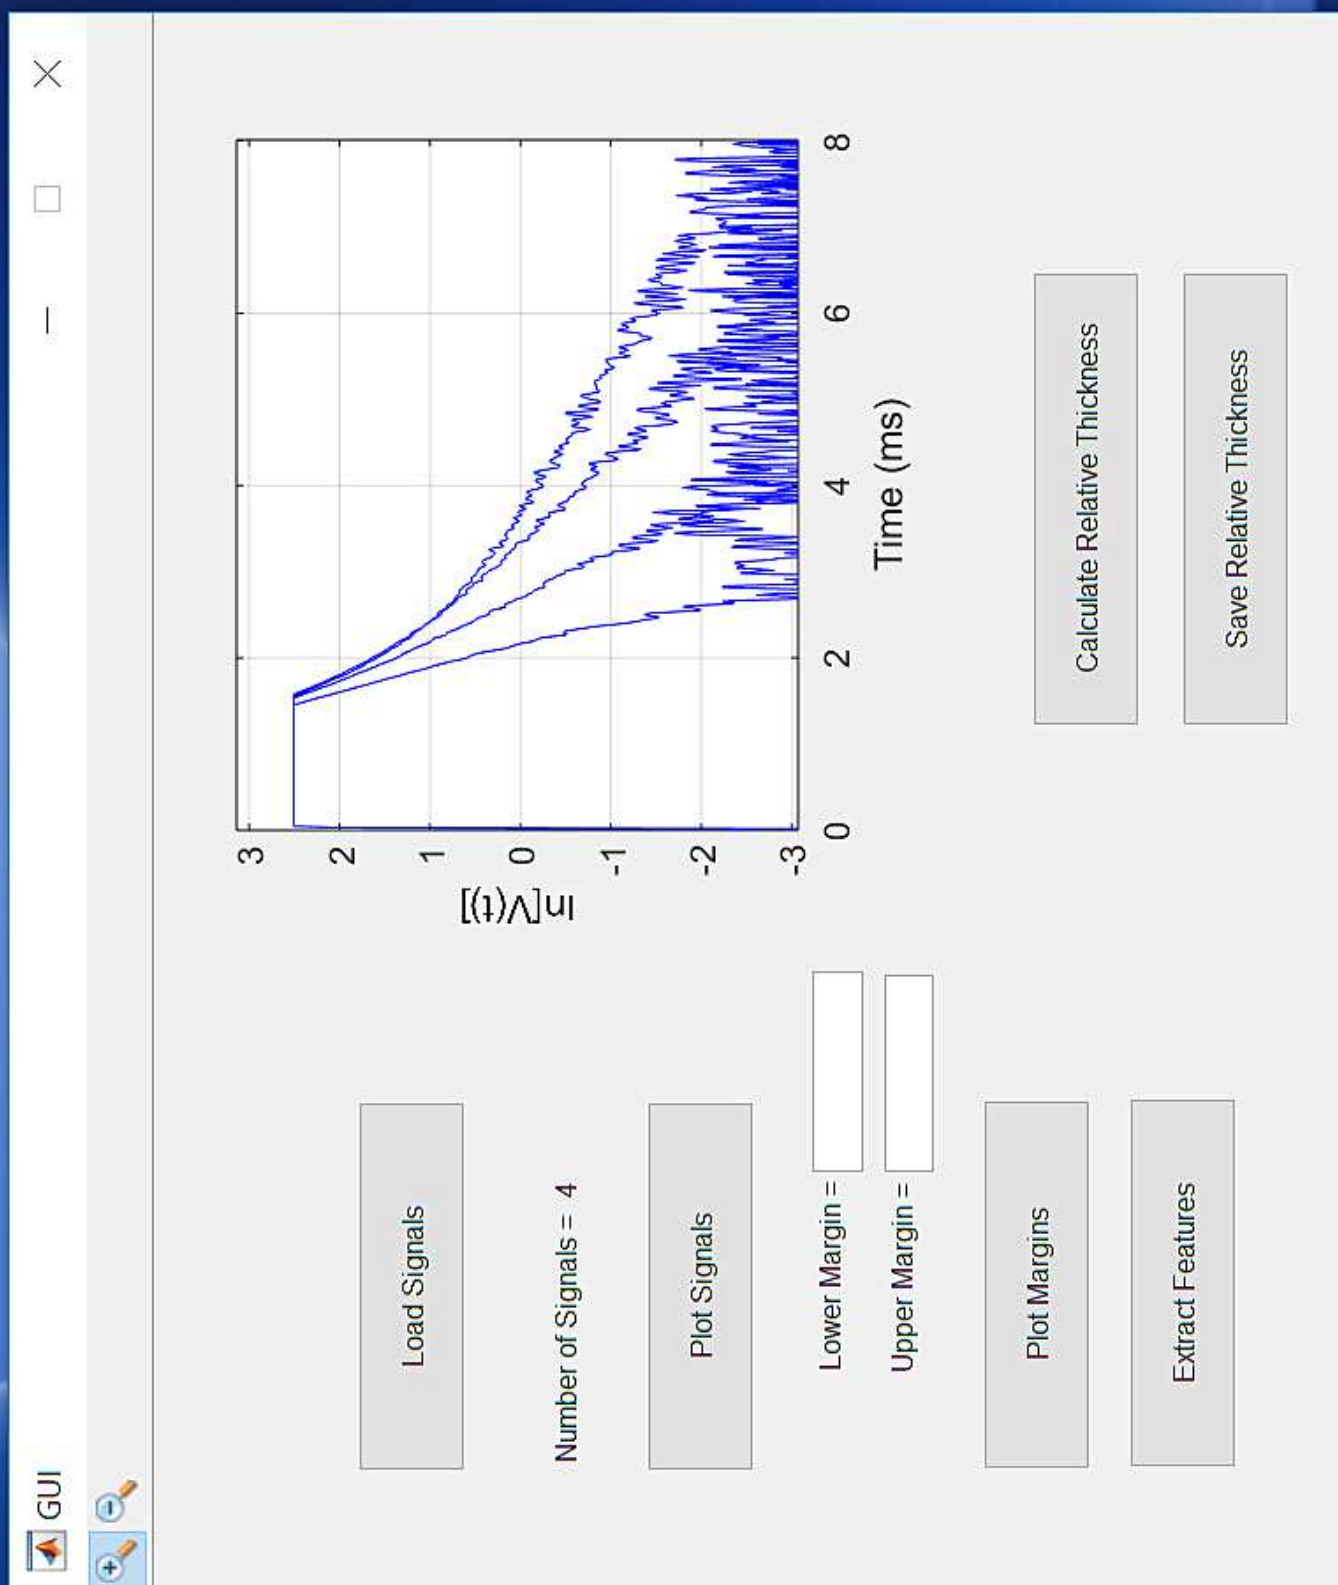 GUI
Load Signals
Number of Signals = 4
Plot Signals
Lower Margin =
Upper Margin =
Plot Margins
Extract Features
ln[V(t)]
3
2
1
0
-1
-2
-3
0
2
4
6
8
Time (ms)
Calculate Relative Thickness
Save Relative Thickness